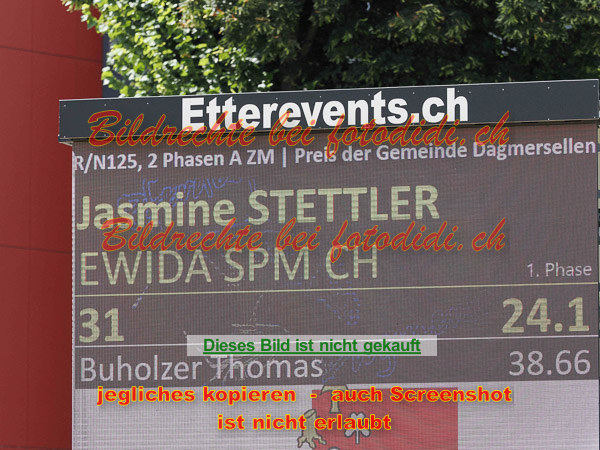 Etterevents.ch
Bildrechte bei fotodidi.ch
R/N125, 2 Phasen A ZM | Preis der Gemeinde Dagmersellen
Jasmine STETTLER
Bildrechte bei fotodidi.ch
EWIDA SPM CH
1. Phase
31 24.1
Dieses Bild ist nicht gekauft
Buholzer Thomas 38.66
jegliches kopieren - auch Screenshot
ist nicht erlaubt